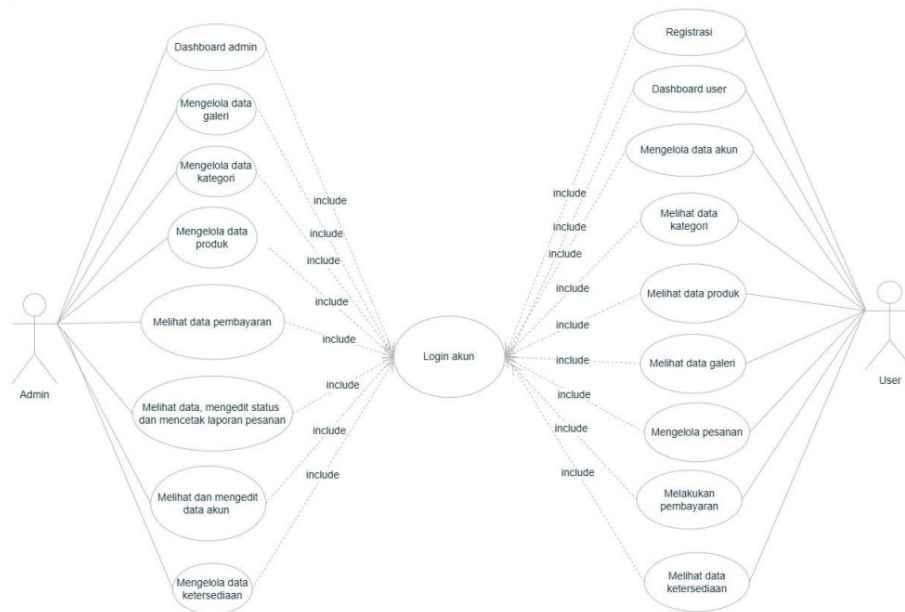 Dashboard admin
Mengelola data
galeri
Mengelola data
kategori
Mengelola data
produk
Melihat data pembayaran
Melihat data, mengedit status
dan mencetak laporan pesanan
Melihat dan mengedit
data akun
Mengelola data
ketersediaan
Admin
include
include
include
include
include
include
include
include
Login akun
include
include
include
include
include
include
include
include
include
Registrasi
Dashboard user
Mengelola data akun
Melihat data
kategori
Melihat data produk
Melihat data galeri
Mengelola pesanan
Melakukan
pembayaran
Melihat data
ketersediaan
User